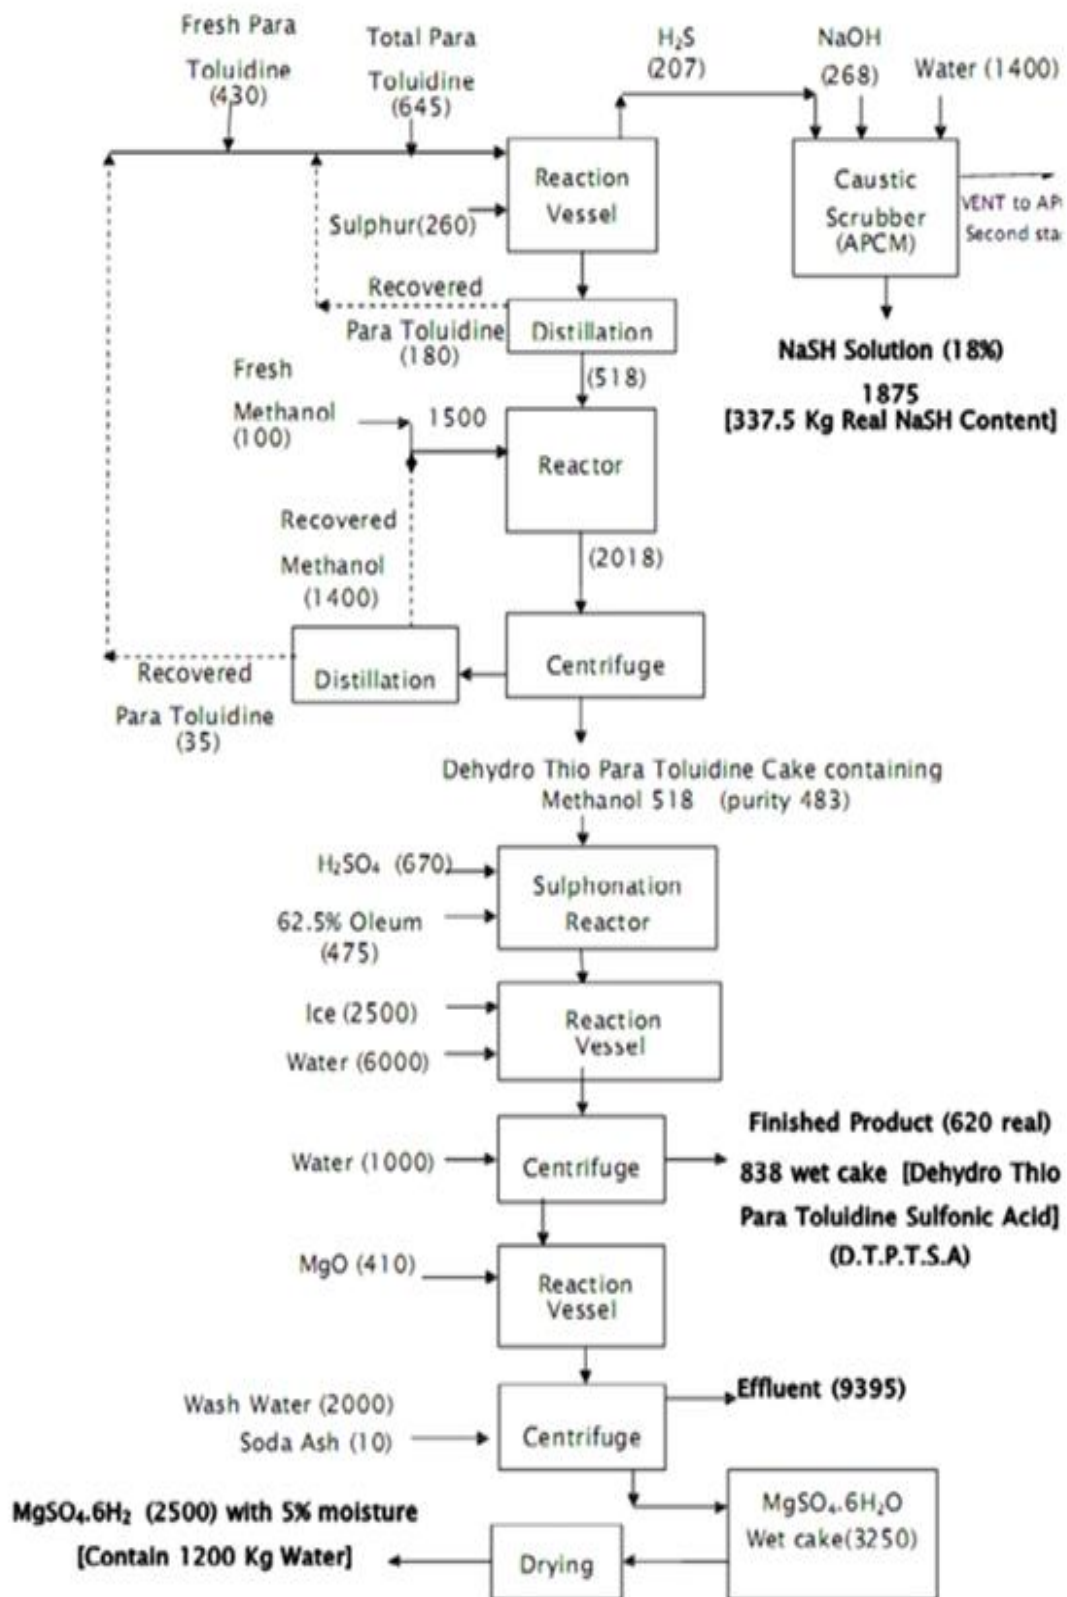 Fresh Para
Toluidine
(430)
Total Para
Toluidine
(645)
H₂S
(207)
NaOH
(268)
Water (1400)
Reaction
Vessel
Sulphur(260)
Caustic
Scrubber
(APCM)
VENT to AP
Second sta
Recovered
Para Toluidine
(180)
Distillation
(518)
NaSH Solution (18%)
1875
[337.5 Kg Real NaSH Content]
Fresh
Methanol
(100)
1500
Reactor
Recovered
Methanol
(1400)
(2018)
Centrifuge
Distillation
Recovered
Para Toluidine
(35)
Dehydro Thio Para Toluidine Cake containing
Methanol 518 (purity 483)
H₂SO₄ (670)
62.5% Oleum
(475)
Sulphonation
Reactor
Ice (2500)
Water (6000)
Reaction
Vessel
Water (1000)
Centrifuge
Finished Product (620 real)
838 wet cake [Dehydro Thio
Para Toluidine Sulfonic Acid]
(D.T.P.T.S.A)
MgO (410)
Reaction
Vessel
Effluent (9395)
Wash Water (2000)
Soda Ash (10)
Centrifuge
MgSO₄.6H₂O
Wet cake(3250)
MgSO₄.6H₂ (2500) with 5% moisture
[Contain 1200 Kg Water]
Drying